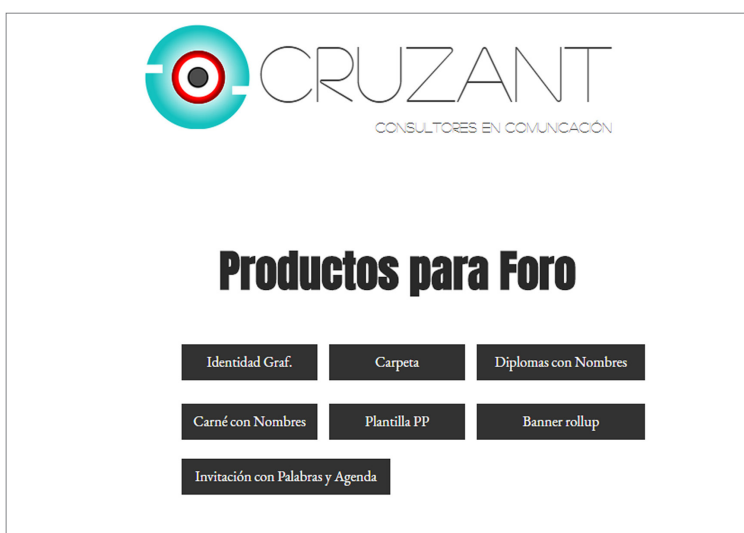 CRUZANT
CONSULTORES EN COMUNICACIÓN
Productos para Foro
Identidad Graf.
Carpeta
Diplomas con Nombres
Carné con Nombres
Plantilla PP
Banner rollup
Invitación con Palabras y Agenda